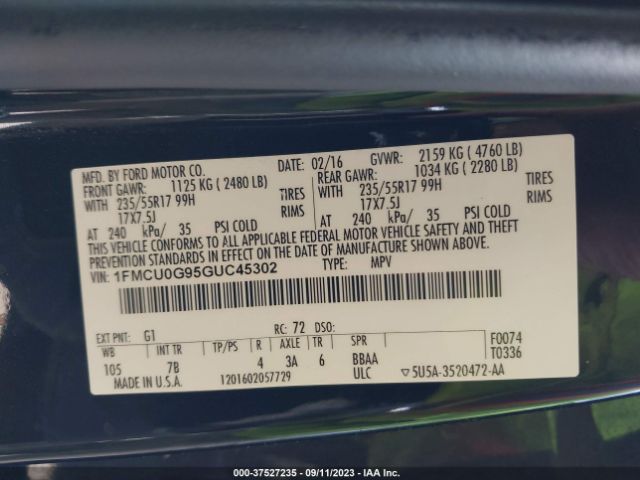 MFD. BY FORD MOTOR CO. DATE: 02/16 GVWR: 2159 KG ( 4760 LB)
FRONT GAWR: 1125 KG ( 2480 LB) REAR GAWR: 1034 KG ( 2280 LB)
WITH 235/55R17 99H TIRES WITH 235/55R17 99H TIRES
17X7.5J RIMS 17X7.5J RIMS
AT 240 kPa/ 35 PSI COLD AT 240 kPa/ 35 PSI COLD
THIS VEHICLE CONFORMS TO ALL APPLICABLE FEDERAL MOTOR VEHICLE SAFETY AND THEFT
PREVENTION STANDARDS IN EFFECT ON THE DATE OF MANUFACTURE SHOWN ABOVE.
VIN: 1FMCU0G95GUC45302 TYPE: MPV
EXT PNT: G1 RC: 72 DSO: F0074
WB INT TR TP/PS R AXLE TR SPR T0336
105 7B 4 3A 6 BBAA
MADE IN U.S.A. 1201602057729 ULC ▽5U5A-3520472-AA
000-37527235 - 09/11/2023 - IAA Inc.